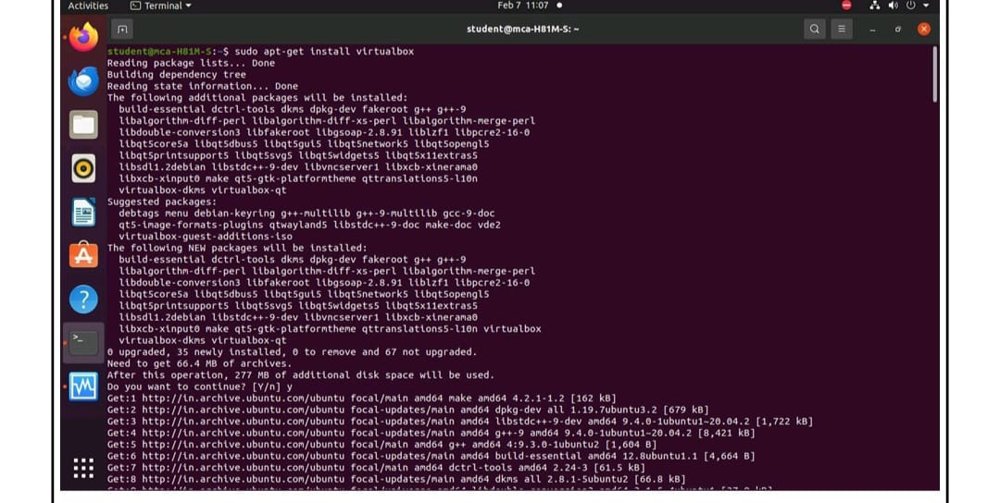 Activities
Terminal
Feb 7 11:07
student@mca-H81M-S: ~
student@mca-H81M-S:~$ sudo apt-get install virtualbox
Reading package lists... Done
Building dependency tree
Reading state information... Done
The following additional packages will be installed:
build-essential dctrl-tools dkms dpkg-dev fakeroot g++ g++-9
libalgorithm-diff-perl libalgorithm-diff-xs-perl libalgorithm-merge-perl
libdouble-conversion3 libfakeroot libgsoap-2.8.91 liblzf1 libpcre2-16-0
libqt5core5a libqt5dbus5 libqt5gui5 libqt5network5 libqt5opengl5
libqt5printsupport5 libqt5svg5 libqt5widgets5 libqt5x11extras5
libsdl1.2debian libstdc++-9-dev libvncserver1 libxcb-xinerama0
libxcb-xinput0 make qt5-gtk-platformtheme qttranslations5-l10n
virtualbox-dkms virtualbox-qt
Suggested packages:
debtags menu debian-keyring g++-multilib g++-9-multilib gcc-9-doc
qt5-image-formats-plugins qtwayland5 libstdc++-9-doc make-doc vde2
virtualbox-guest-additions-iso
The following NEW packages will be installed:
build-essential dctrl-tools dkms dpkg-dev fakeroot g++ g++-9
libalgorithm-diff-perl libalgorithm-diff-xs-perl libalgorithm-merge-perl
libdouble-conversion3 libfakeroot libgsoap-2.8.91 liblzf1 libpcre2-16-0
libqt5core5a libqt5dbus5 libqt5gui5 libqt5network5 libqt5opengl5
libqt5printsupport5 libqt5svg5 libqt5widgets5 libqt5x11extras5
libsdl1.2debian libstdc++-9-dev libvncserver1 libxcb-xinerama0
libxcb-xinput0 make qt5-gtk-platformtheme qttranslations5-l10n virtualbox
virtualbox-dkms virtualbox-qt
0 upgraded, 35 newly installed, 0 to remove and 67 not upgraded.
Need to get 66.4 MB of archives.
After this operation, 277 MB of additional disk space will be used.
Do you want to continue? [Y/n] y
Get:1 http://in.archive.ubuntu.com/ubuntu focal/main amd64 make amd64 4.2.1-1.2 [162 kB]
Get:2 http://in.archive.ubuntu.com/ubuntu focal-updates/main amd64 dpkg-dev all 1.19.7ubuntu3.2 [679 kB]
Get:3 http://in.archive.ubuntu.com/ubuntu focal-updates/main amd64 libstdc++-9-dev amd64 9.4.0-1ubuntu1~20.04.2 [1,722 kB]
Get:4 http://in.archive.ubuntu.com/ubuntu focal-updates/main amd64 g++-9 amd64 9.4.0-1ubuntu1~20.04.2 [8,421 kB]
Get:5 http://in.archive.ubuntu.com/ubuntu focal/main amd64 g++ amd64 4:9.3.0-1ubuntu2 [1,604 B]
Get:6 http://in.archive.ubuntu.com/ubuntu focal-updates/main amd64 build-essential amd64 12.8ubuntu1.1 [4,664 B]
Get:7 http://in.archive.ubuntu.com/ubuntu focal/main amd64 dctrl-tools amd64 2.24-3 [61.5 kB]
Get:8 http://in.archive.ubuntu.com/ubuntu focal-updates/main amd64 dkms all 2.8.1-5ubuntu2 [66.8 kB]